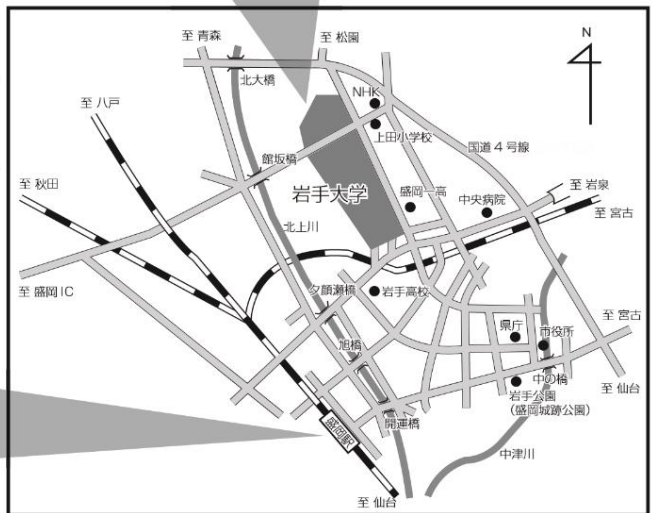 至 青森
至 松園
N
北大橋
NHK
至 八戸
上田小学校
国道４号線
館坂橋
至 秋田
岩手大学
盛岡一高
中央病院
至 岩泉
至 宮古
北上川
至 盛岡IC
夕顔瀬橋
岩手高校
県庁
市役所
至 宮古
旭橋
中の橋
至 仙台
岩手公園
(盛岡城跡公園)
開運橋
盛岡駅
中津川
至 仙台